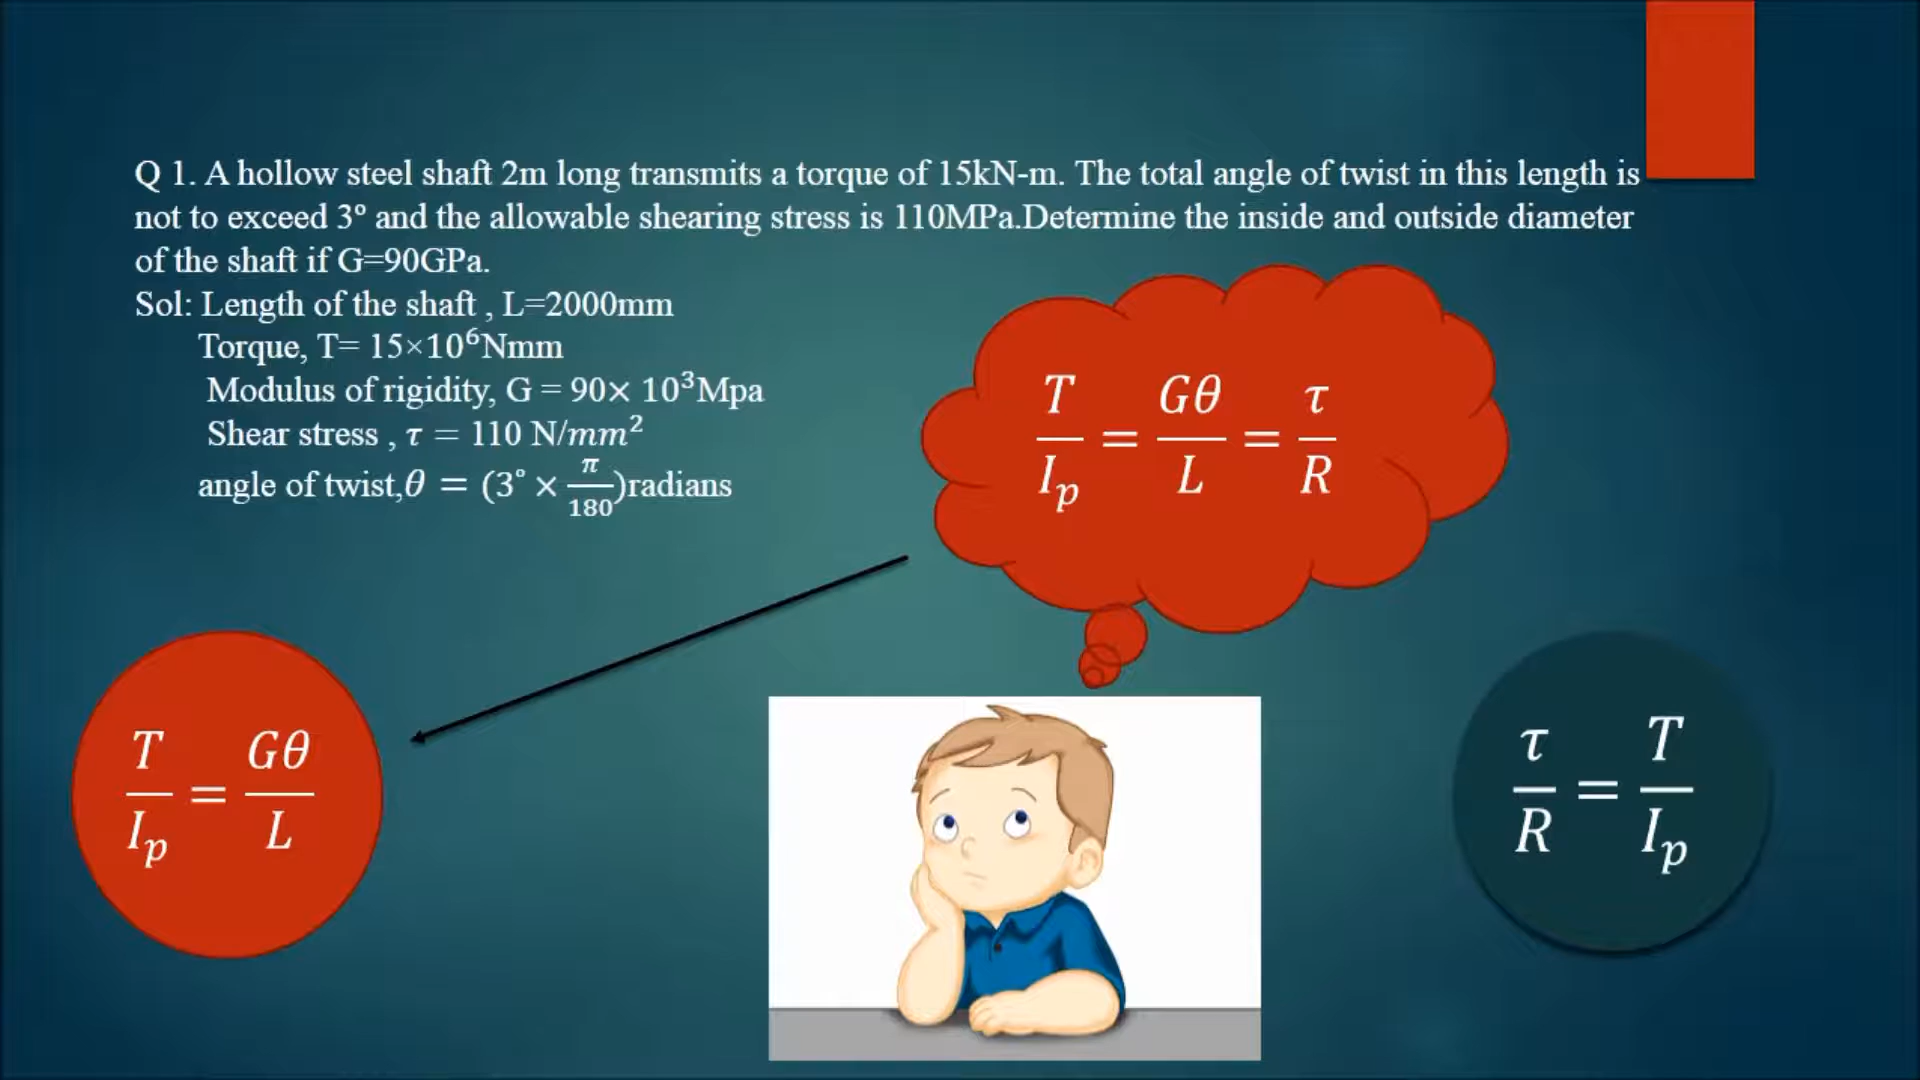 Q 1. A hollow steel shaft 2m long transmits a torque of 15kN-m. The total angle of twist in this length is
not to exceed 3º and the allowable shearing stress is 110MPa.Determine the inside and outside diameter
of the shaft if G=90GPa.
Sol: Length of the shaft , L=2000mm
Torque, T= 15×10⁶Nmm
Modulus of rigidity, G = 90× 10³Mpa
Shear stress , τ = 110 N/mm²
angle of twist,θ = (3° × π/180)radians
T/Iₚ = Gθ/L = τ/R
T/Iₚ = Gθ/L
τ/R = T/Iₚ